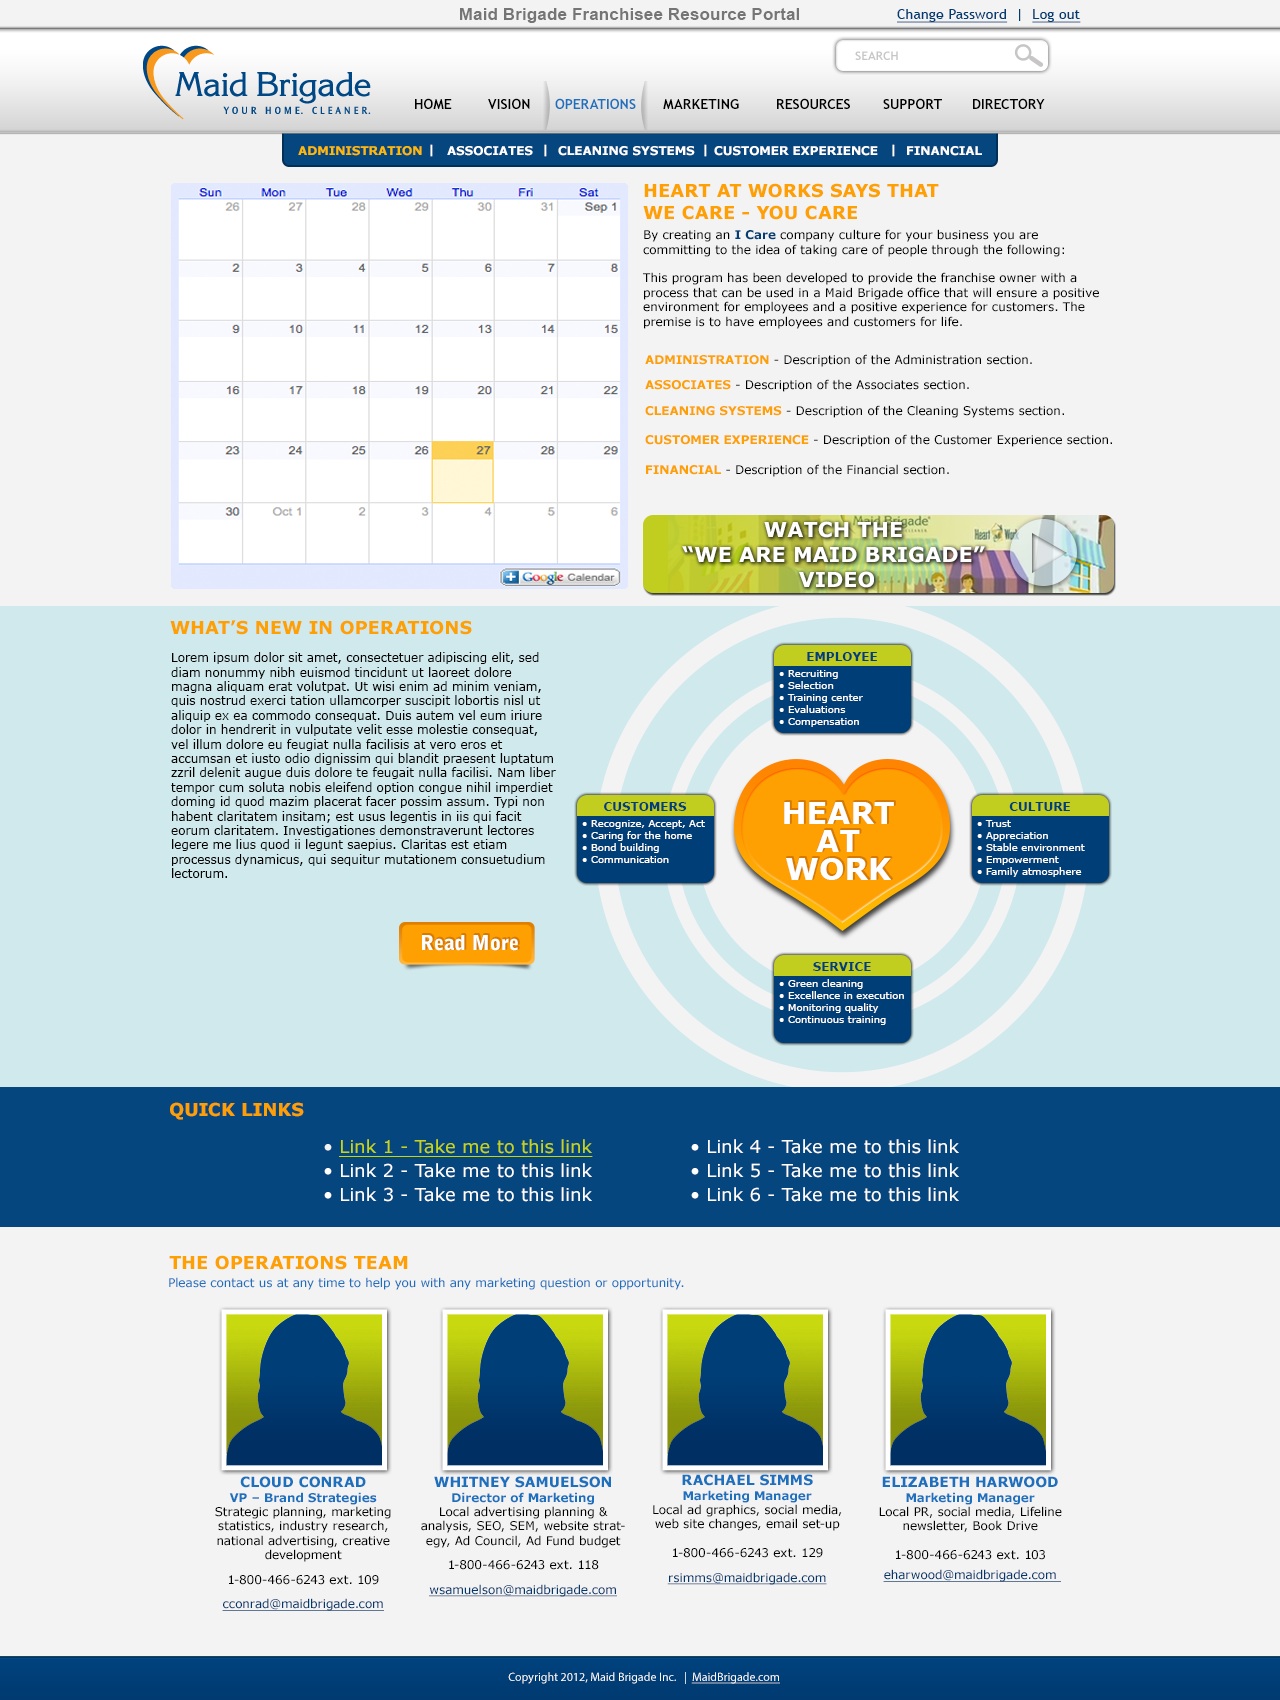 Maid Brigade Franchisee Resource Portal
Change Password | Log out
SEARCH
Maid Brigade
YOUR HOME. CLEANER.
HOME VISION OPERATIONS MARKETING RESOURCES SUPPORT DIRECTORY
ADMINISTRATION | ASSOCIATES | CLEANING SYSTEMS | CUSTOMER EXPERIENCE | FINANCIAL
Sun Mon Tue Wed Thu Fri Sat
26 27 28 29 30 31 Sep 1
2 3 4 5 6 7 8
9 10 11 12 13 14 15
16 17 18 19 20 21 22
23 24 25 26 27 28 29
30 Oct 1 2 3 4 5 6
Google Calendar
HEART AT WORKS SAYS THAT
WE CARE - YOU CARE
By creating an I Care company culture for your business you are
committing to the idea of taking care of people through the following:
This program has been developed to provide the franchise owner with a
process that can be used in a Maid Brigade office that will ensure a positive
environment for employees and a positive experience for customers. The
premise is to have employees and customers for life.
ADMINISTRATION - Description of the Administration section.
ASSOCIATES - Description of the Associates section.
CLEANING SYSTEMS - Description of the Cleaning Systems section.
CUSTOMER EXPERIENCE - Description of the Customer Experience section.
FINANCIAL - Description of the Financial section.
Maid Brigade
Heart Work
WATCH THE
“WE ARE MAID BRIGADE”
VIDEO
WHAT’S NEW IN OPERATIONS
Lorem ipsum dolor sit amet, consectetuer adipiscing elit, sed
diam nonummy nibh euismod tincidunt ut laoreet dolore
magna aliquam erat volutpat. Ut wisi enim ad minim veniam,
quis nostrud exerci tation ullamcorper suscipit lobortis nisl ut
aliquip ex ea commodo consequat. Duis autem vel eum iriure
dolor in hendrerit in vulputate velit esse molestie consequat,
vel illum dolore eu feugiat nulla facilisis at vero eros et
accumsan et iusto odio dignissim qui blandit praesent luptatum
zzril delenit augue duis dolore te feugait nulla facilisi. Nam liber
tempor cum soluta nobis eleifend option congue nihil imperdiet
doming id quod mazim placerat facer possim assum. Typi non
habent claritatem insitam; est usus legentis in iis qui facit
eorum claritatem. Investigationes demonstraverunt lectores
legere me lius quod ii legunt saepius. Claritas est etiam
processus dynamicus, qui sequitur mutationem consuetudium
lectorum.
Read More
EMPLOYEE
• Recruiting
• Selection
• Training center
• Evaluations
• Compensation
CUSTOMERS
• Recognize, Accept, Act
• Caring for the home
• Bond building
• Communication
HEART
AT
WORK
CULTURE
• Trust
• Appreciation
• Stable environment
• Empowerment
• Family atmosphere
SERVICE
• Green cleaning
• Excellence in execution
• Monitoring quality
• Continuous training
QUICK LINKS
• Link 1 - Take me to this link
• Link 2 - Take me to this link
• Link 3 - Take me to this link
• Link 4 - Take me to this link
• Link 5 - Take me to this link
• Link 6 - Take me to this link
THE OPERATIONS TEAM
Please contact us at any time to help you with any marketing question or opportunity.
CLOUD CONRAD
VP – Brand Strategies
Strategic planning, marketing
statistics, industry research,
national advertising, creative
development
1-800-466-6243 ext. 109
cconrad@maidbrigade.com
WHITNEY SAMUELSON
Director of Marketing
Local advertising planning &
analysis, SEO, SEM, website strat-
egy, Ad Council, Ad Fund budget
1-800-466-6243 ext. 118
wsamuelson@maidbrigade.com
RACHAEL SIMMS
Marketing Manager
Local ad graphics, social media,
web site changes, email set-up
1-800-466-6243 ext. 129
rsimms@maidbrigade.com
ELIZABETH HARWOOD
Marketing Manager
Local PR, social media, Lifeline
newsletter, Book Drive
1-800-466-6243 ext. 103
eharwood@maidbrigade.com
Copyright 2012, Maid Brigade Inc. | MaidBrigade.com